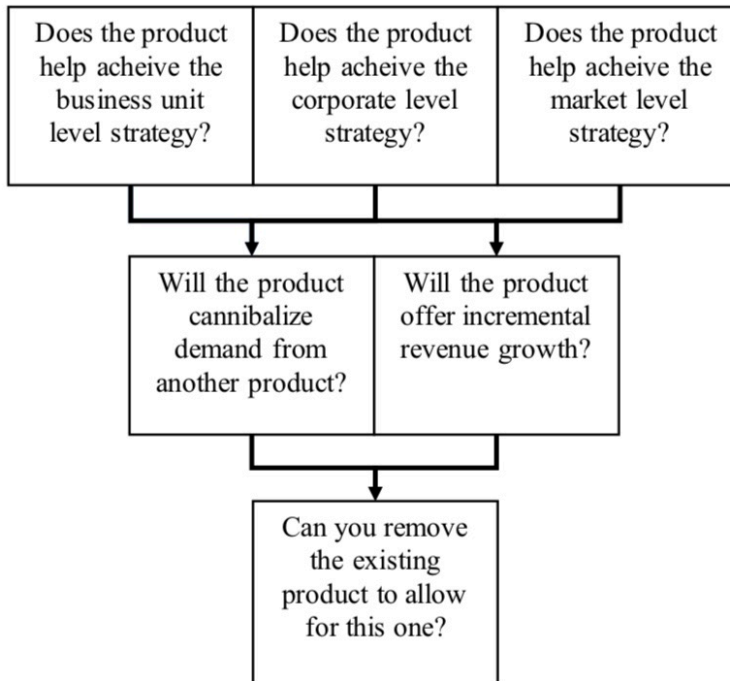 Does the product
help acheive the
business unit
level strategy?
Does the product
help acheive the
corporate level
strategy?
Does the product
help acheive the
market level
strategy?
Will the product
cannibalize
demand from
another product?
Will the product
offer incremental
revenue growth?
Can you remove
the existing
product to allow
for this one?